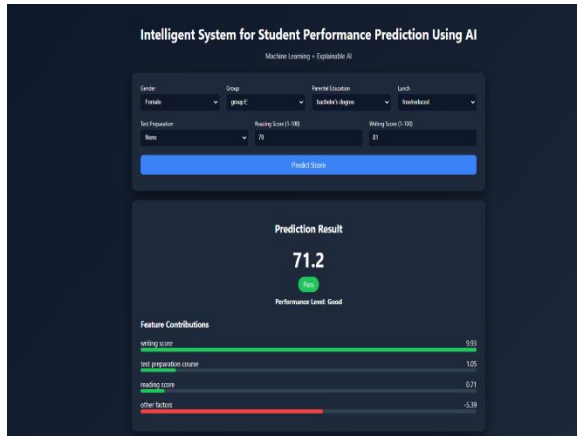 Intelligent System for Student Performance Prediction Using AI
Machine Learning + Explainable AI
Gender Group Parental Education Lunch
Female group E bachelor's degree free/reduced
Test Preparation Reading Score (1-100) Writing Score (1-100)
None 70 81
Predict Score
Prediction Result
71.2
Pass
Performance Level: Good
Feature Contributions
writing score 9.93
test preparation course 1.05
reading score 0.71
other factors -5.39